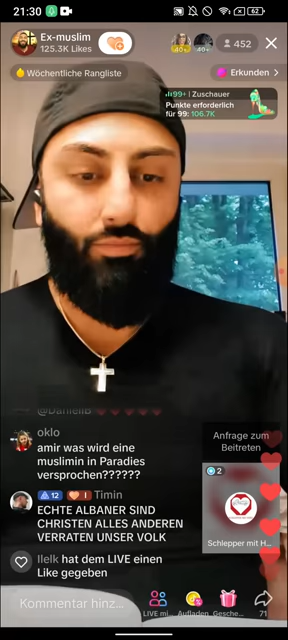 21:30
62
Ex-muslim
125.3K Likes
40+
40+
452
Wöchentliche Rangliste
Erkunden >
99+ | Zuschauer
Punkte erforderlich
für 99: 106.7K
@DanielB
oklo
amir was wird eine
muslimin in Paradies
versprochen??????
12
I Timin
ECHTE ALBANER SIND
CHRISTEN ALLES ANDEREN
VERRATEN UNSER VOLK
hat dem LIVE einen
Like gegeben
Anfrage zum
Beitreten
2
Schlepper mit H...
Kommentar hinz...
LIVE mi...
Aufladen
Gesche...
71